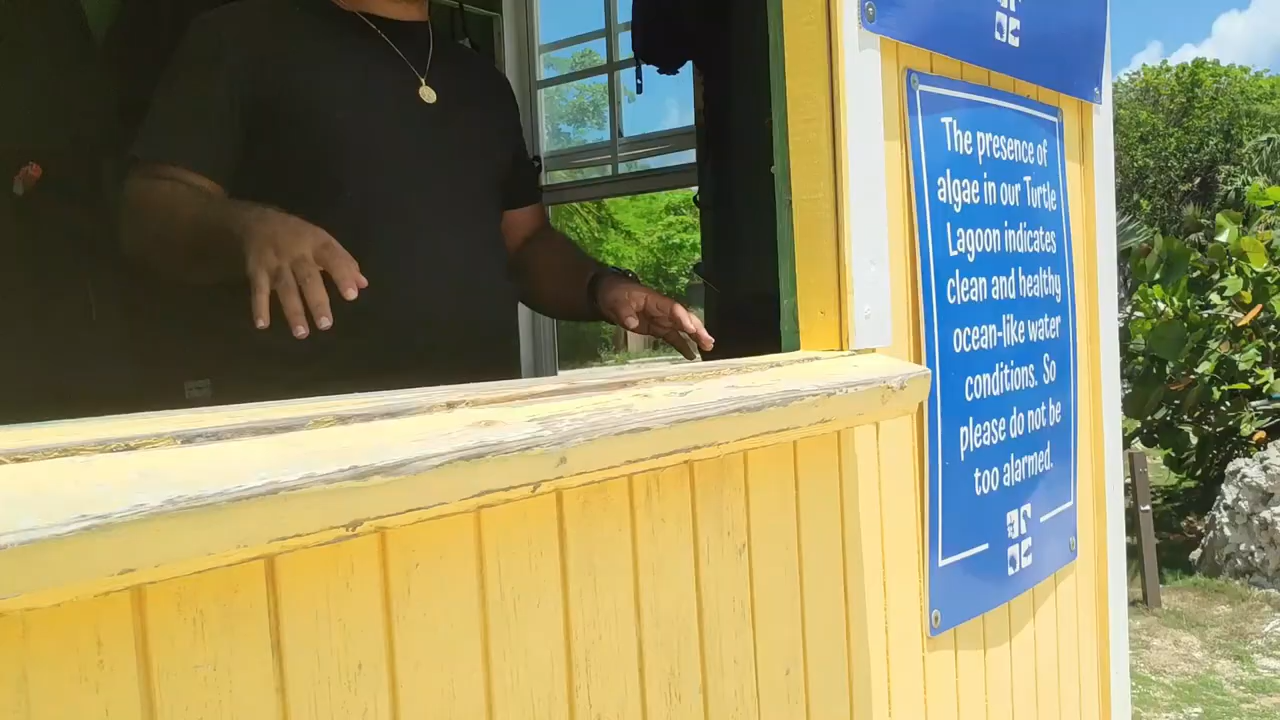 The presence of
algae in our Turtle
Lagoon indicates
clean and healthy
ocean-like water
conditions. So
please do not be
too alarmed.